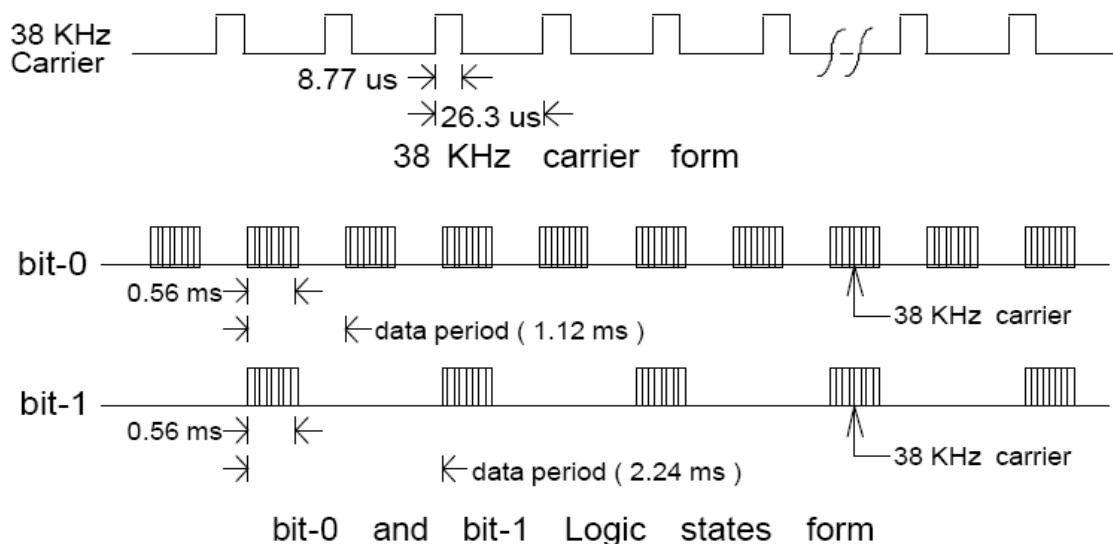 38 KHz
Carrier
8.77 us
26.3 us
38 KHz carrier form
bit-0
0.56 ms
38 KHz carrier
data period ( 1.12 ms )
bit-1
0.56 ms
38 KHz carrier
data period ( 2.24 ms )
bit-0 and bit-1 Logic states form